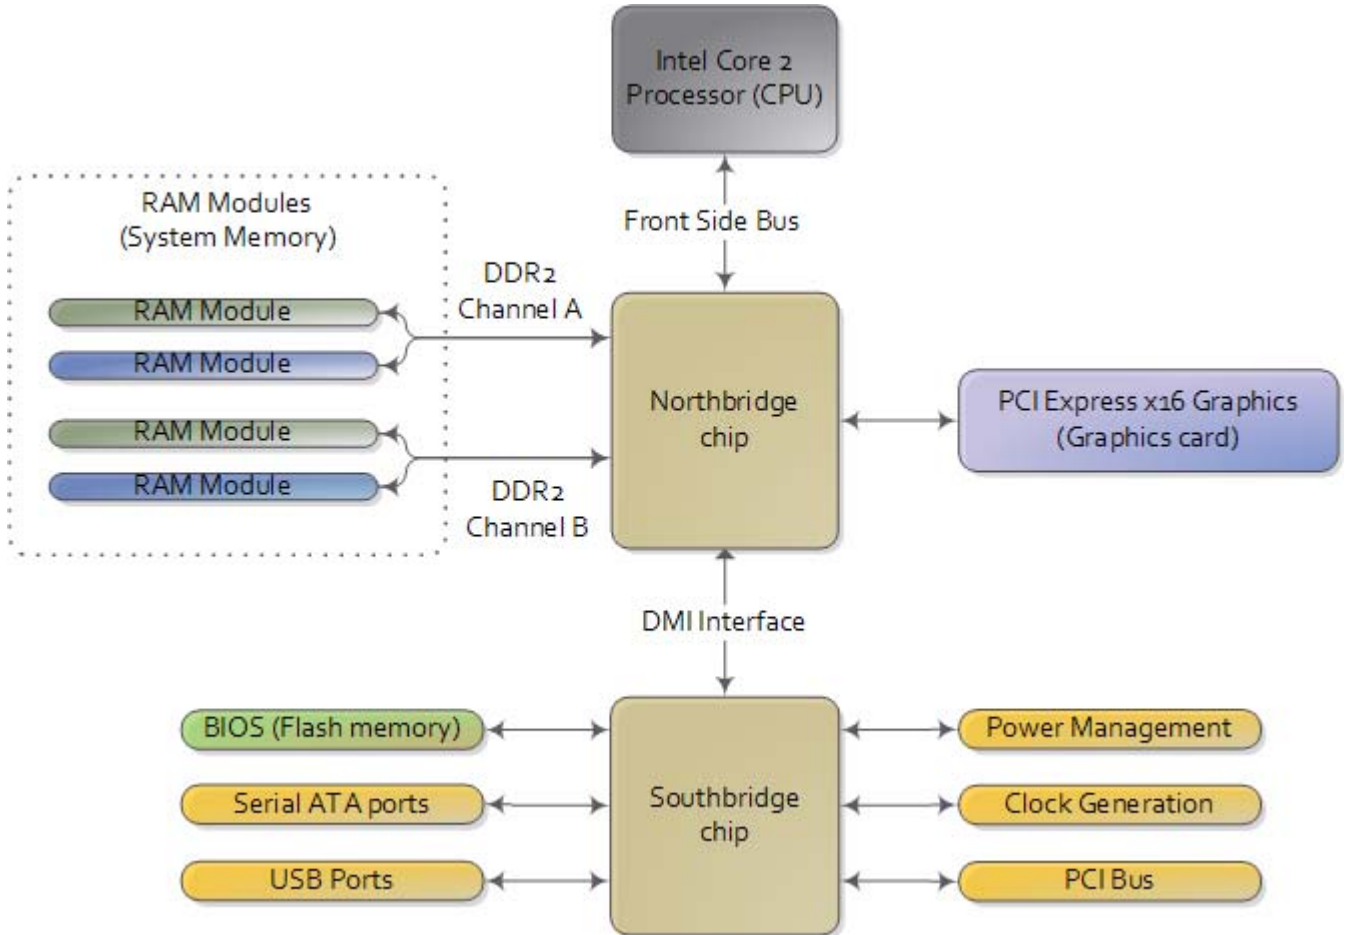 Intel Core 2
Processor (CPU)
Front Side Bus
RAM Modules
(System Memory)
DDR2
Channel A
RAM Module
RAM Module
RAM Module
RAM Module
DDR2
Channel B
Northbridge
chip
PCI Express x16 Graphics
(Graphics card)
DMI Interface
BIOS (Flash memory)
Serial ATA ports
USB Ports
Southbridge
chip
Power Management
Clock Generation
PCI Bus